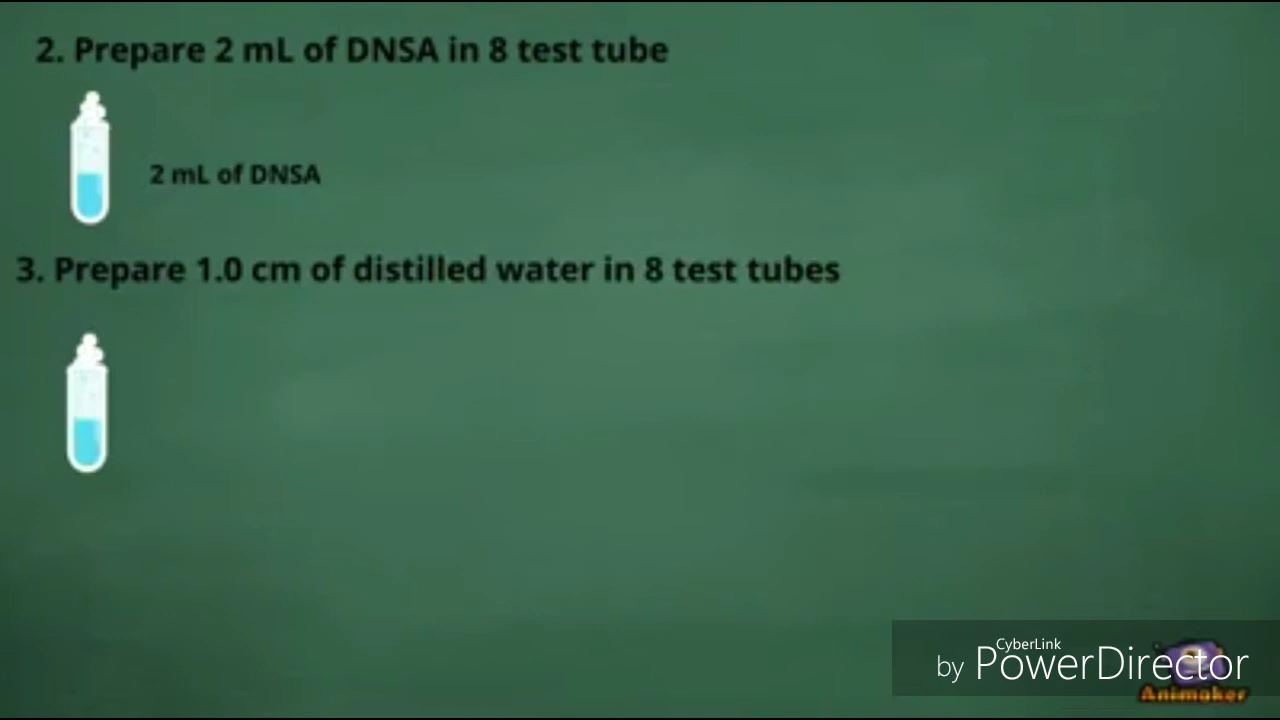 2. Prepare 2 mL of DNSA in 8 test tube
2 mL of DNSA
3. Prepare 1.0 cm of distilled water in 8 test tubes
CyberLink
by PowerDirector
Animaker